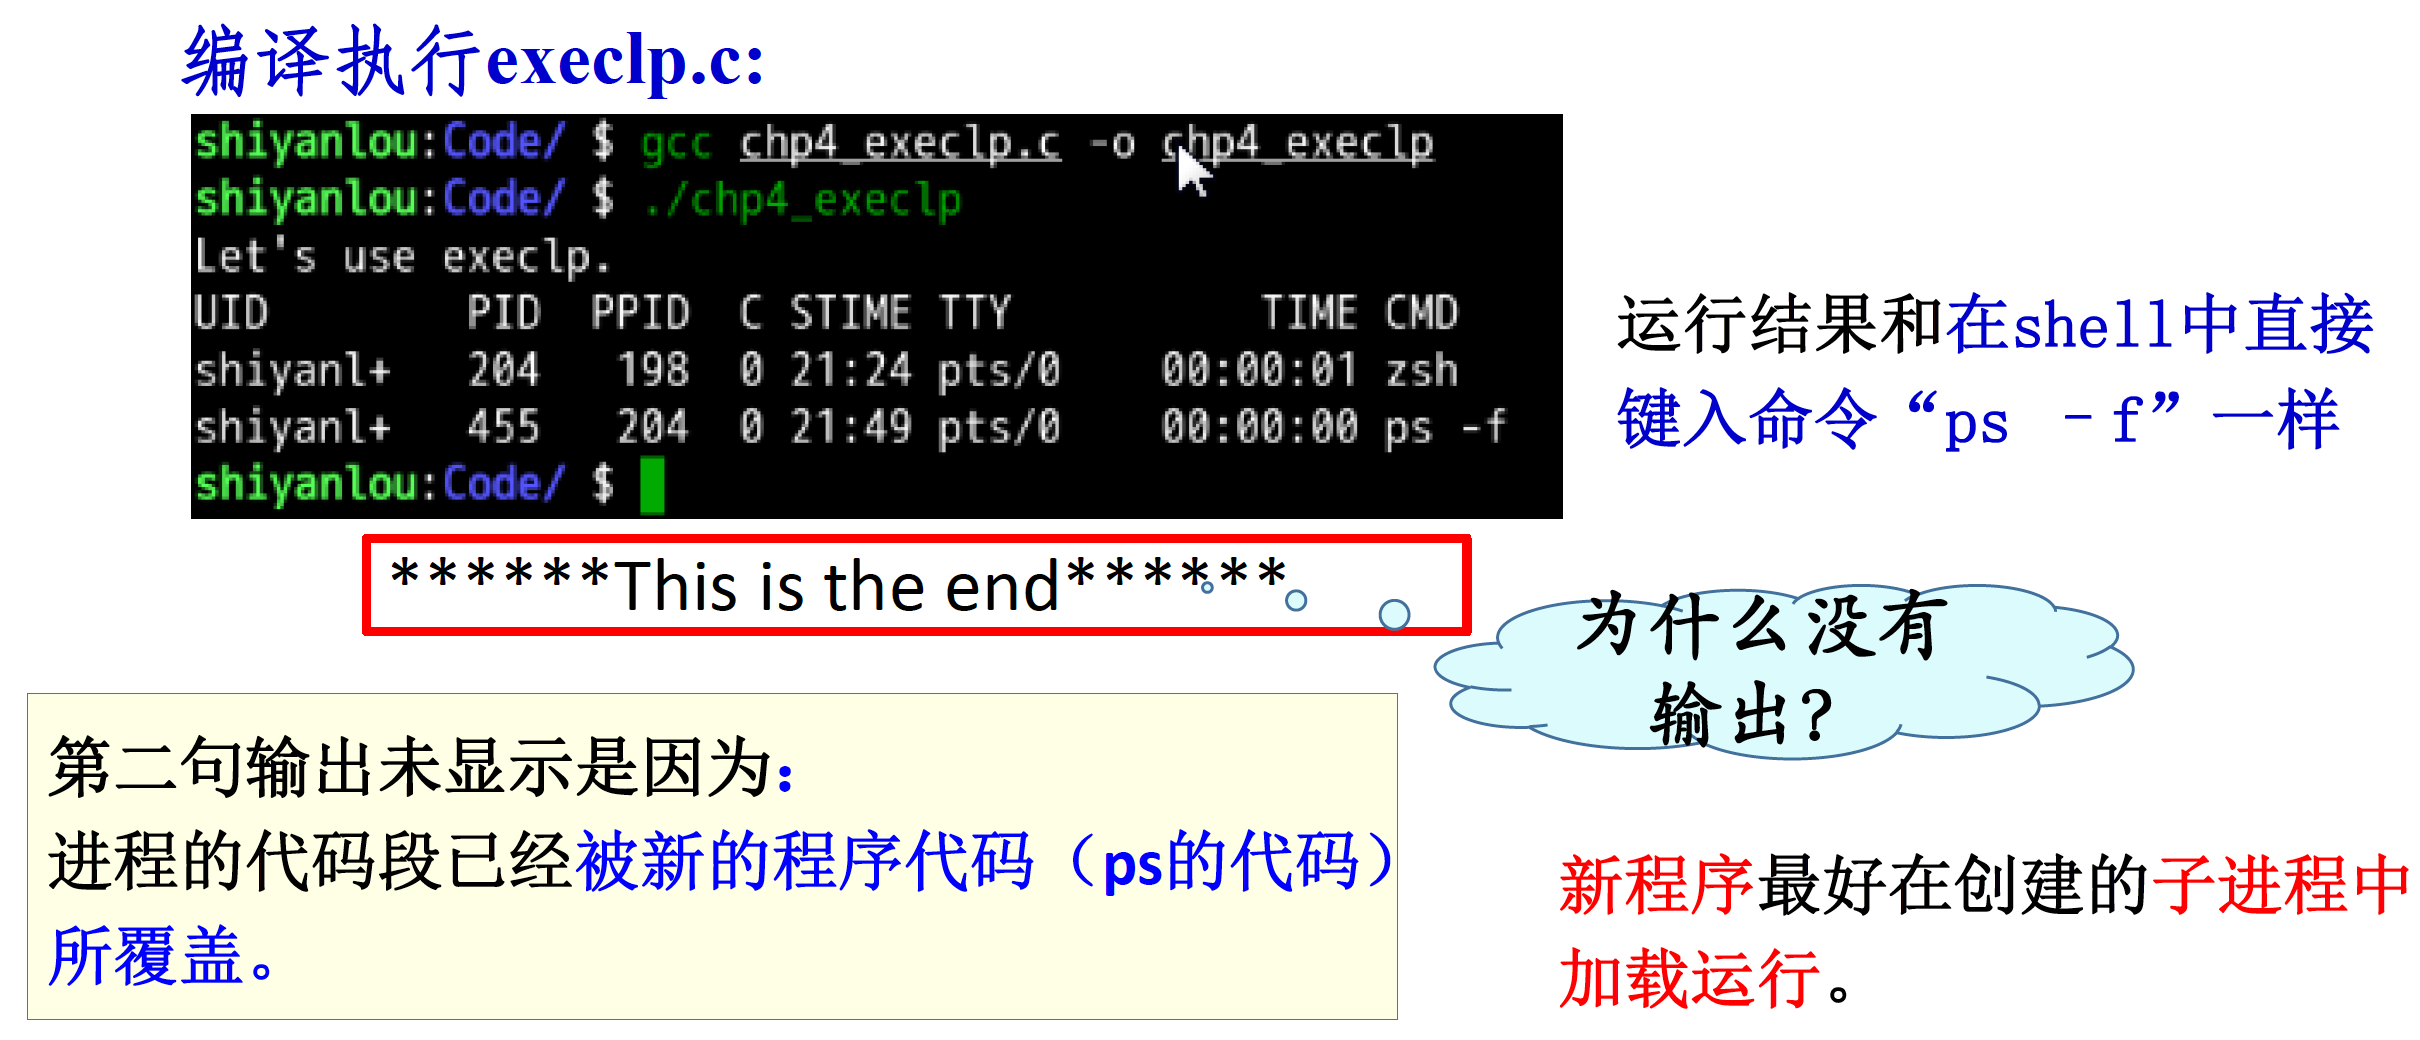 编译执行execlp.c:
shiyanlou:Code/ $ gcc chp4_execlp.c -o chp4_execlp
shiyanlou:Code/ $ ./chp4_execlp
Let's use execlp.
UID        PID  PPID  C STIME TTY          TIME CMD
shiyanl+   204   198  0 21:24 pts/0    00:00:01 zsh
shiyanl+   455   204  0 21:49 pts/0    00:00:00 ps -f
shiyanlou:Code/ $
运行结果和在shell中直接
键入命令“ps -f”一样
******This is the end******
为什么没有
输出?
第二句输出未显示是因为:
进程的代码段已经被新的程序代码（ps的代码）
所覆盖。
新程序最好在创建的子进程中
加载运行。